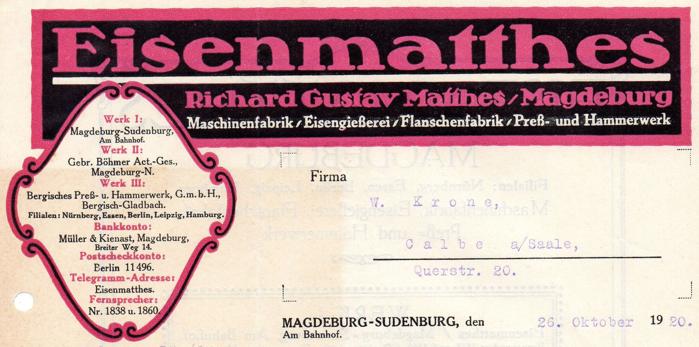 Eisenmatthes
Richard Gustav Matthes/Magdeburg
Maschinenfabrik/Eisengießerei/Flanschenfabrik/Preß- und Hammerwerk
Werk I:
Magdeburg-Sudenburg,
Am Bahnhof.
Werk II:
Gebr. Böhmer Act.-Ges.,
Magdeburg-N.
Werk III:
Bergisches Preß- u. Hammerwerk, G.m.b.H.,
Bergisch-Gladbach.
Filialen: Nürnberg, Essen, Berlin, Leipzig, Hamburg.
Bankkonto:
Müller & Kienast, Magdeburg,
Breiter Weg 14.
Postscheckkonto:
Berlin 11496.
Telegramm-Adresse:
Eisenmatthes.
Fernsprecher:
Nr. 1838 u. 1860.
Firma
W. Krone,
Calbe a/Saale,
Querstr. 20.
MAGDEBURG-SUDENBURG, den 26. Oktober 1920.
Am Bahnhof.